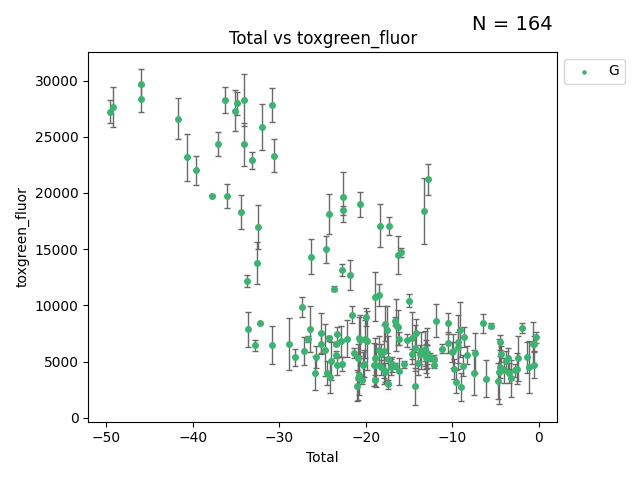 N = 164
Total vs toxgreen_fluor
G
toxgreen_fluor
30000
25000
20000
15000
10000
5000
0
−50 −40 −30 −20 −10 0
Total